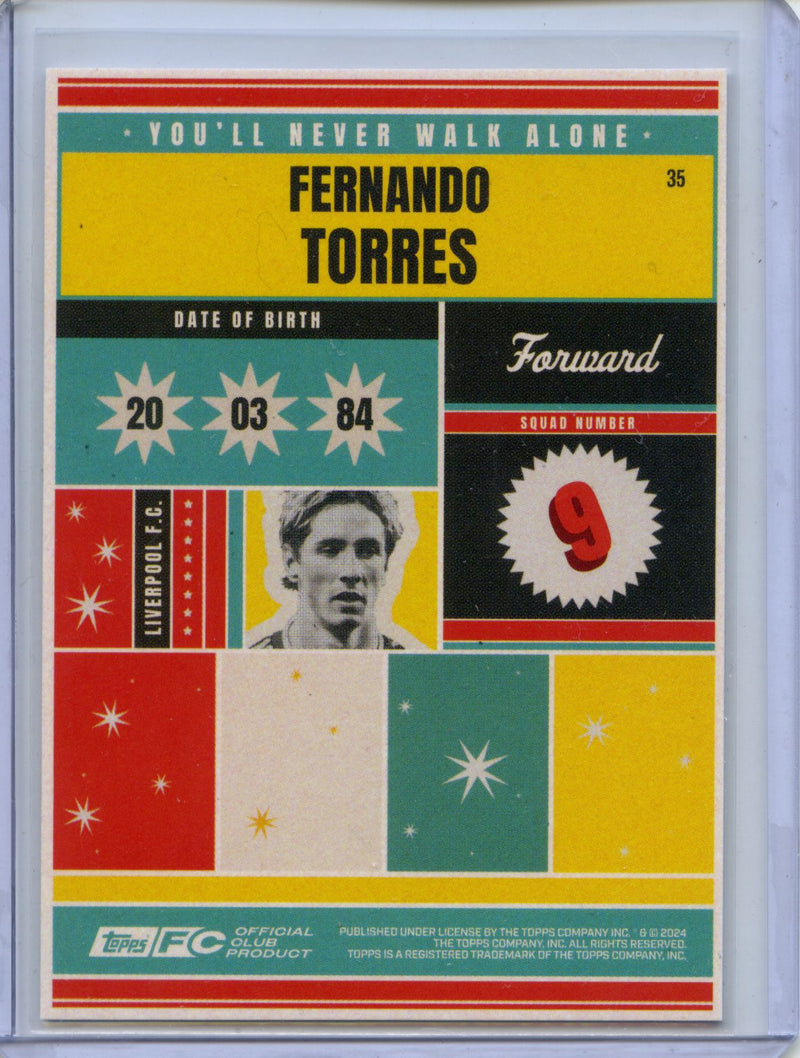 * YOU'LL NEVER WALK ALONE *
FERNANDO
TORRES
35
DATE OF BIRTH
20 03 84
Forward
SQUAD NUMBER
9
LIVERPOOL F.C.
topps FC
OFFICIAL
CLUB
PRODUCT
PUBLISHED UNDER LICENSE BY THE TOPPS COMPANY INC. ® & © 2024
THE TOPPS COMPANY, INC. ALL RIGHTS RESERVED.
TOPPS IS A REGISTERED TRADEMARK OF THE TOPPS COMPANY, INC.